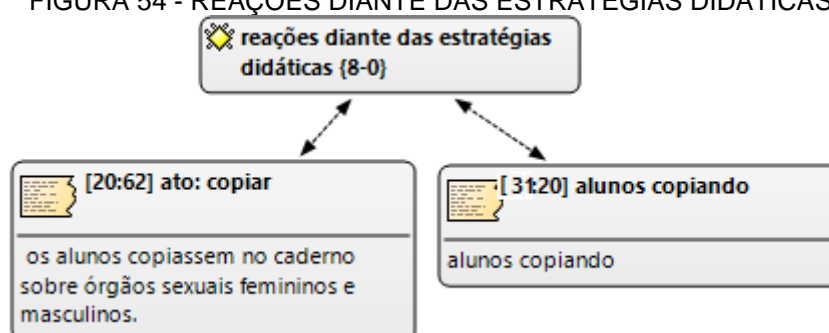 FIGURA 54 - REAÇÕES DIANTE DAS ESTRATÉGIAS DIDÁTICAS
reações diante das estratégias
didáticas {8-0}
[20:62] ato: copiar
os alunos copiassem no caderno
sobre órgãos sexuais femininos e
masculinos.
[31:20] alunos copiando
alunos copiando